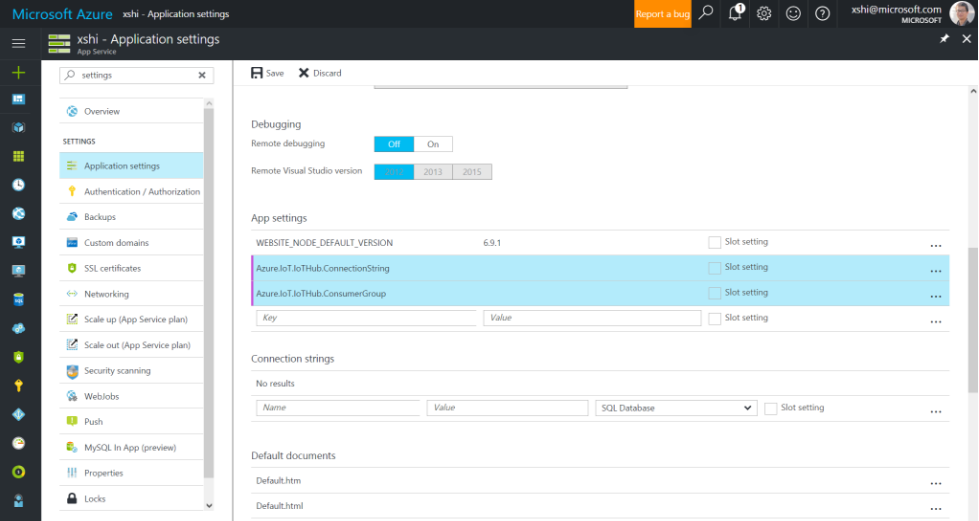 Microsoft Azure xshi - Application settings
Report a bug
1
xshi@microsoft.com
MICROSOFT
xshi - Application settings
App Service
settings
Overview
SETTINGS
Application settings
Authentication / Authorization
Backups
Custom domains
SSL certificates
Networking
Scale up (App Service plan)
Scale out (App Service plan)
Security scanning
WebJobs
Push
MySQL In App (preview)
Properties
Locks
Save Discard
Debugging
Remote debugging Off On
Remote Visual Studio version 2013 2015
App settings
WEBSITE_NODE_DEFAULT_VERSION 6.9.1 Slot setting ...
Azure.IoT.IoTHub.ConnectionString Slot setting ...
Azure.IoT.IoTHub.ConsumerGroup Slot setting ...
Key Value Slot setting ...
Connection strings
No results
Name Value SQL Database Slot setting ...
Default documents
Default.htm ...
Default.html ...